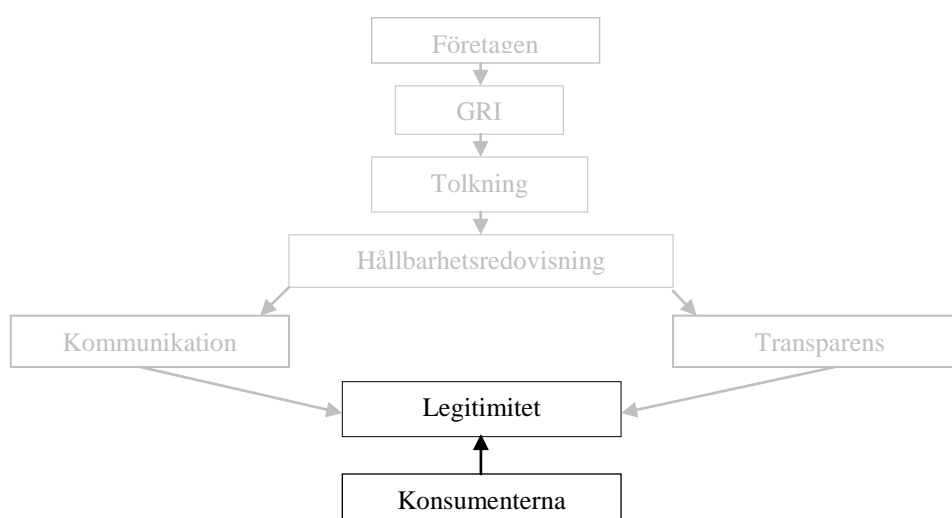 Företagen
GRI
Tolkning
Hållbarhetsredovisning
Kommunikation
Transparens
Legitimitet
Konsumenterna